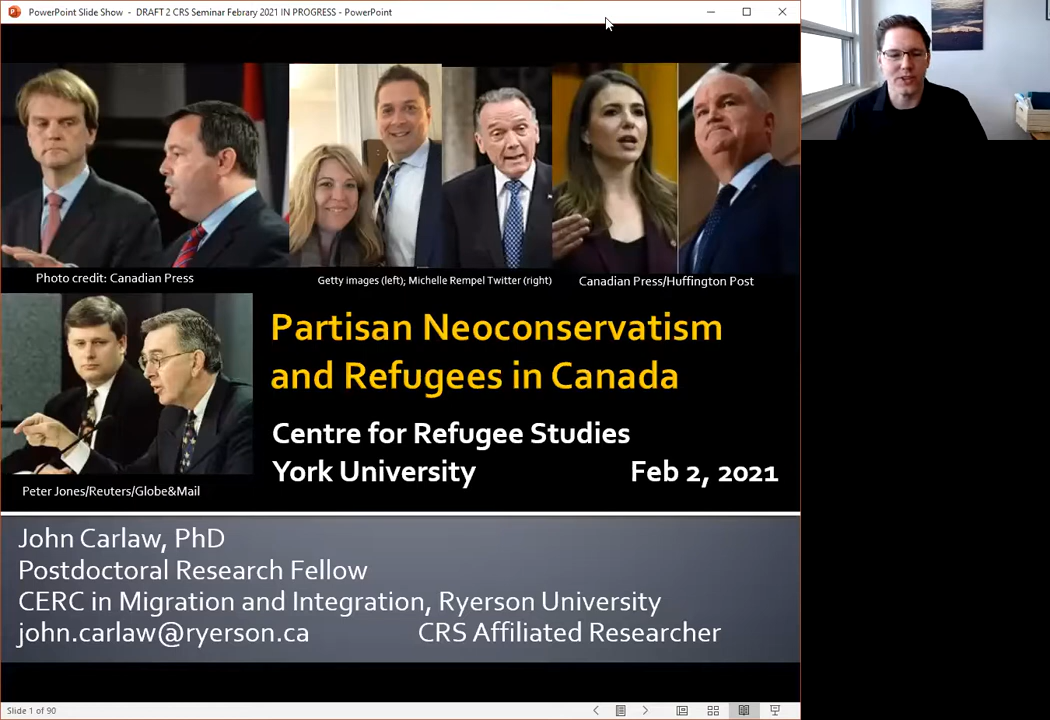 PowerPoint Slide Show - DRAFT 2 CRS Seminar Febrary 2021 IN PROGRESS - PowerPoint
Photo credit: Canadian Press
Getty images (left); Michelle Rempel Twitter (right)
Canadian Press/Huffington Post
Partisan Neoconservatism
and Refugees in Canada
Centre for Refugee Studies
York University Feb 2, 2021
Peter Jones/Reuters/Globe&Mail
John Carlaw, PhD
Postdoctoral Research Fellow
CERC in Migration and Integration, Ryerson University
john.carlaw@ryerson.ca CRS Affiliated Researcher
Slide 1 of 90